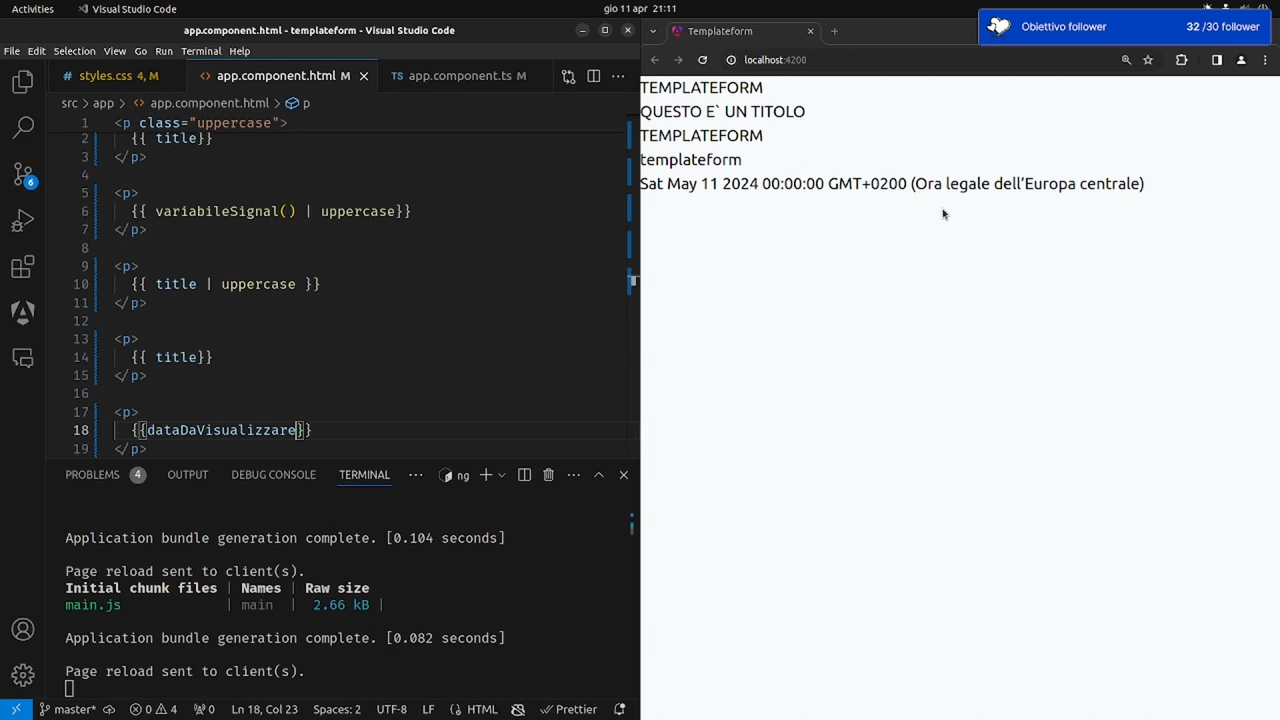 Activities Visual Studio Code gio 11 apr 21:11
app.component.html - templateform - Visual Studio Code
Obiettivo follower 32 /30 follower
File Edit Selection View Go Run Terminal Help
Templateform
styles.css 4, M app.component.html M TS app.component.ts M
localhost:4200
src > app > app.component.html > p
1 <p class="uppercase">
2 {{ title}}
3 </p>
4
5 <p>
6 {{ variabileSignal() | uppercase}}
7 </p>
8
9 <p>
10 {{ title | uppercase }}
11 </p>
12
13 <p>
14 {{ title}}
15 </p>
16
17 <p>
18 {{dataDaVisualizzare}}
19 </p>
6
PROBLEMS 4 OUTPUT DEBUG CONSOLE TERMINAL ng
Application bundle generation complete. [0.104 seconds]
Page reload sent to client(s).
Initial chunk files | Names | Raw size
main.js | main | 2.66 kB |
Application bundle generation complete. [0.082 seconds]
Page reload sent to client(s).
master* 0 4 0 Ln 18, Col 23 Spaces: 2 UTF-8 LF HTML Prettier
TEMPLATEFORM
QUESTO E` UN TITOLO
TEMPLATEFORM
templateform
Sat May 11 2024 00:00:00 GMT+0200 (Ora legale dell’Europa centrale)